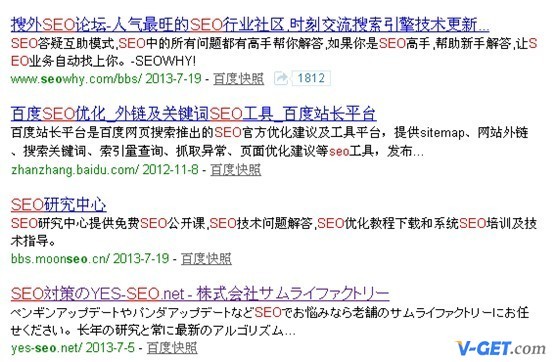 搜外SEO论坛-人气最旺的SEO行业社区,时刻交流搜索引擎技术更新...
SEO答疑互助模式,SEO中的所有问题都有高手帮你解答,如果你是SEO高手,帮助新手解答,让S
EO业务自动找上你。-SEOWHY!
www.seowhy.com/bbs/ 2013-7-19 - 百度快照 1812
百度SEO优化_外链及关键词SEO工具_百度站长平台
百度站长平台是百度网页搜索推出的SEO官方优化建议及工具平台，提供sitemap、网站外链
、搜索关键词、索引量查询、抓取异常、页面优化建议等seo工具，发布...
zhanzhang.baidu.com/ 2012-11-8 - 百度快照
SEO研究中心
SEO研究中心提供免费SEO公开课,SEO技术问题解答,SEO优化教程下载和系统SEO培训及技
术指导。
bbs.moonseo.cn/ 2013-7-19 - 百度快照
SEO対策のYES-SEO.net - 株式会社サムライファクトリー
ペンギンアップデートやパンダアップデートなどSEOでお悩みなら老舗のサムライファクトリーにお任
せください。長年の研究と常に最新のアルゴリズム...
yes-seo.net/ 2013-7-5 - 百度快照
V-GET.com